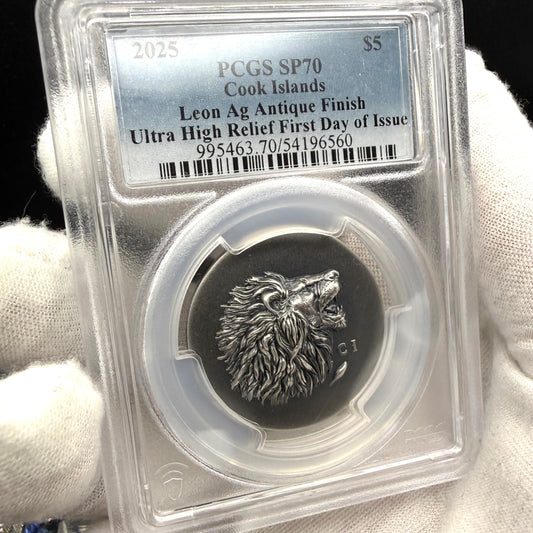 2025 $5
PCGS SP70
Cook Islands
Leon Ag Antique Finish
Ultra High Relief First Day of Issue
995463.70/54196560
C I